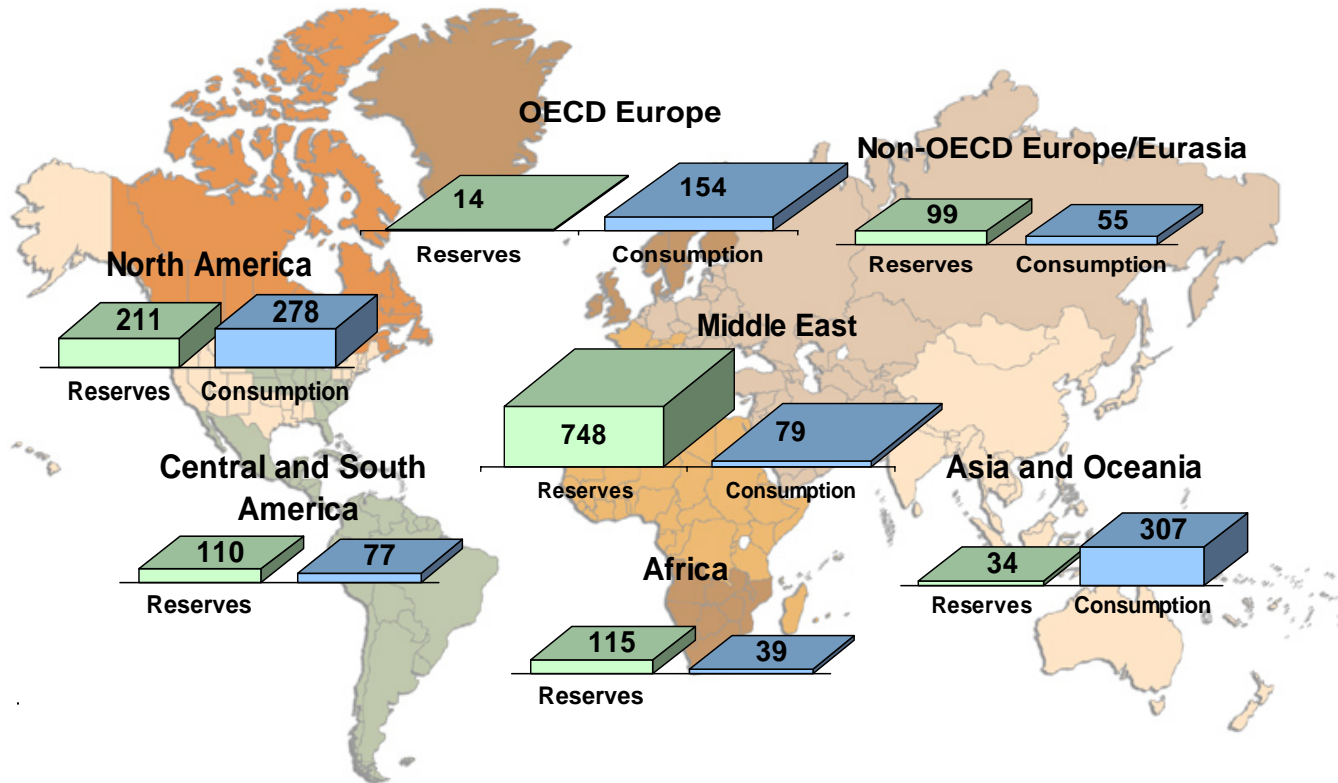 OECD Europe
14
154
Reserves
Consumption
Non-OECD Europe/Eurasia
99
55
Reserves
Consumption
North America
211
278
Reserves
Consumption
Middle East
748
79
Reserves
Consumption
Central and South
America
110
77
Reserves
Africa
115
39
Reserves
Asia and Oceania
34
307
Reserves
Consumption
.